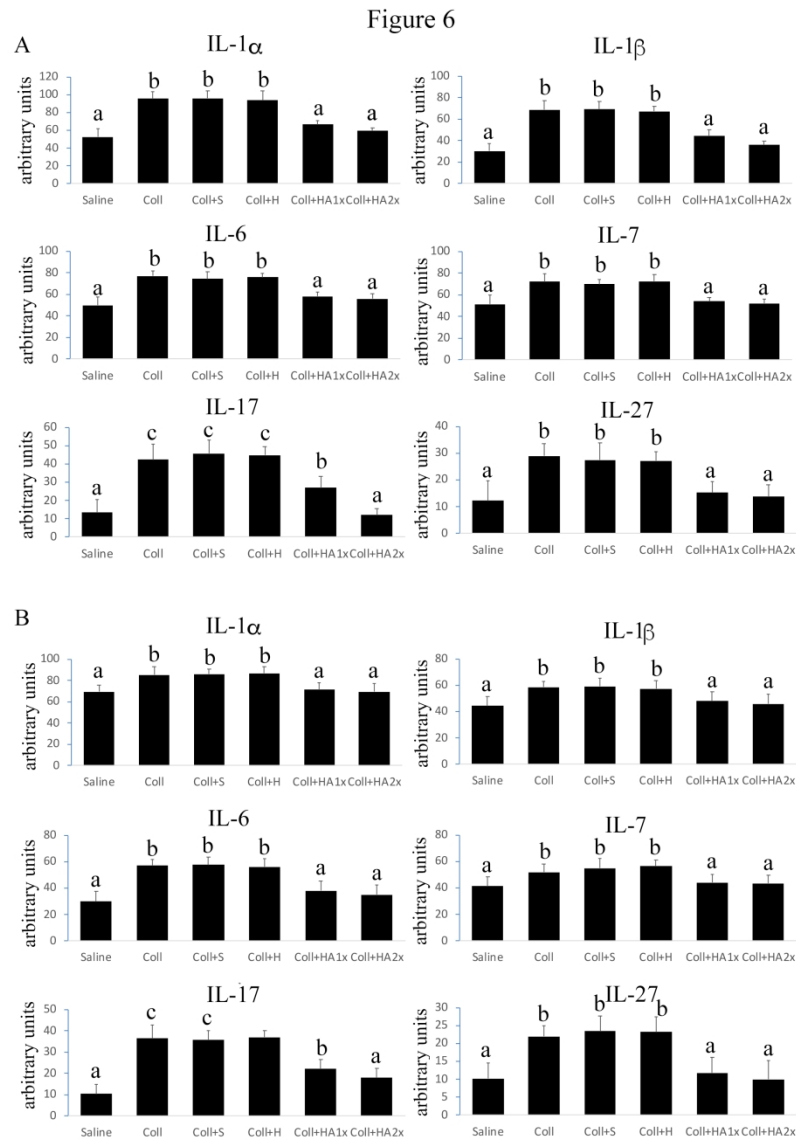 Figure 6
A
IL-1α
arbitrary units
120
100
80
60
40
20
0
a b b b a a
Saline Coll Coll+S Coll+H Coll+HA1x Coll+HA2x
IL-1β
arbitrary units
100
80
60
40
20
0
a b b b a a
Saline Coll Coll+S Coll+H Coll+HA1x Coll+HA2x
IL-6
arbitrary units
100
80
60
40
20
0
a b b b a a
Saline Coll Coll+S Coll+H Coll+HA1x Coll+HA2x
IL-7
arbitrary units
100
80
60
40
20
0
a b b b a a
Saline Coll Coll+S Coll+H Coll+HA1x Coll+HA2x
IL-17
arbitrary units
60
50
40
30
20
10
0
a c c c b a
Saline Coll Coll+S Coll+H Coll+HA1x Coll+HA2x
IL-27
arbitrary units
40
30
20
10
0
a b b b a a
Saline Coll Coll+S Coll+H Coll+HA1x Coll+HA2x
B
IL-1α
arbitrary units
100
80
60
40
20
0
a b b b a a
Saline Coll Coll+S Coll+H Coll+HA1x Coll+HA2x
IL-1β
arbitrary units
80
60
40
20
0
a b b b a a
Saline Coll Coll+S Coll+H Coll+HA1x Coll+HA2x
IL-6
arbitrary units
80
60
40
20
0
a b b b a a
Saline Coll Coll+S Coll+H Coll+HA1x Coll+HA2x
IL-7
arbitrary units
80
60
40
20
0
a b b b a a
Saline Coll Coll+S Coll+H Coll+HA1x Coll+HA2x
IL-17
arbitrary units
50
40
30
20
10
0
a c c b a
Saline Coll Coll+S Coll+H Coll+HA1x Coll+HA2x
IL-27
arbitrary units
30
25
20
15
10
5
0
a b b b a a
Saline Coll Coll+S Coll+H Coll+HA1x Coll+HA2x